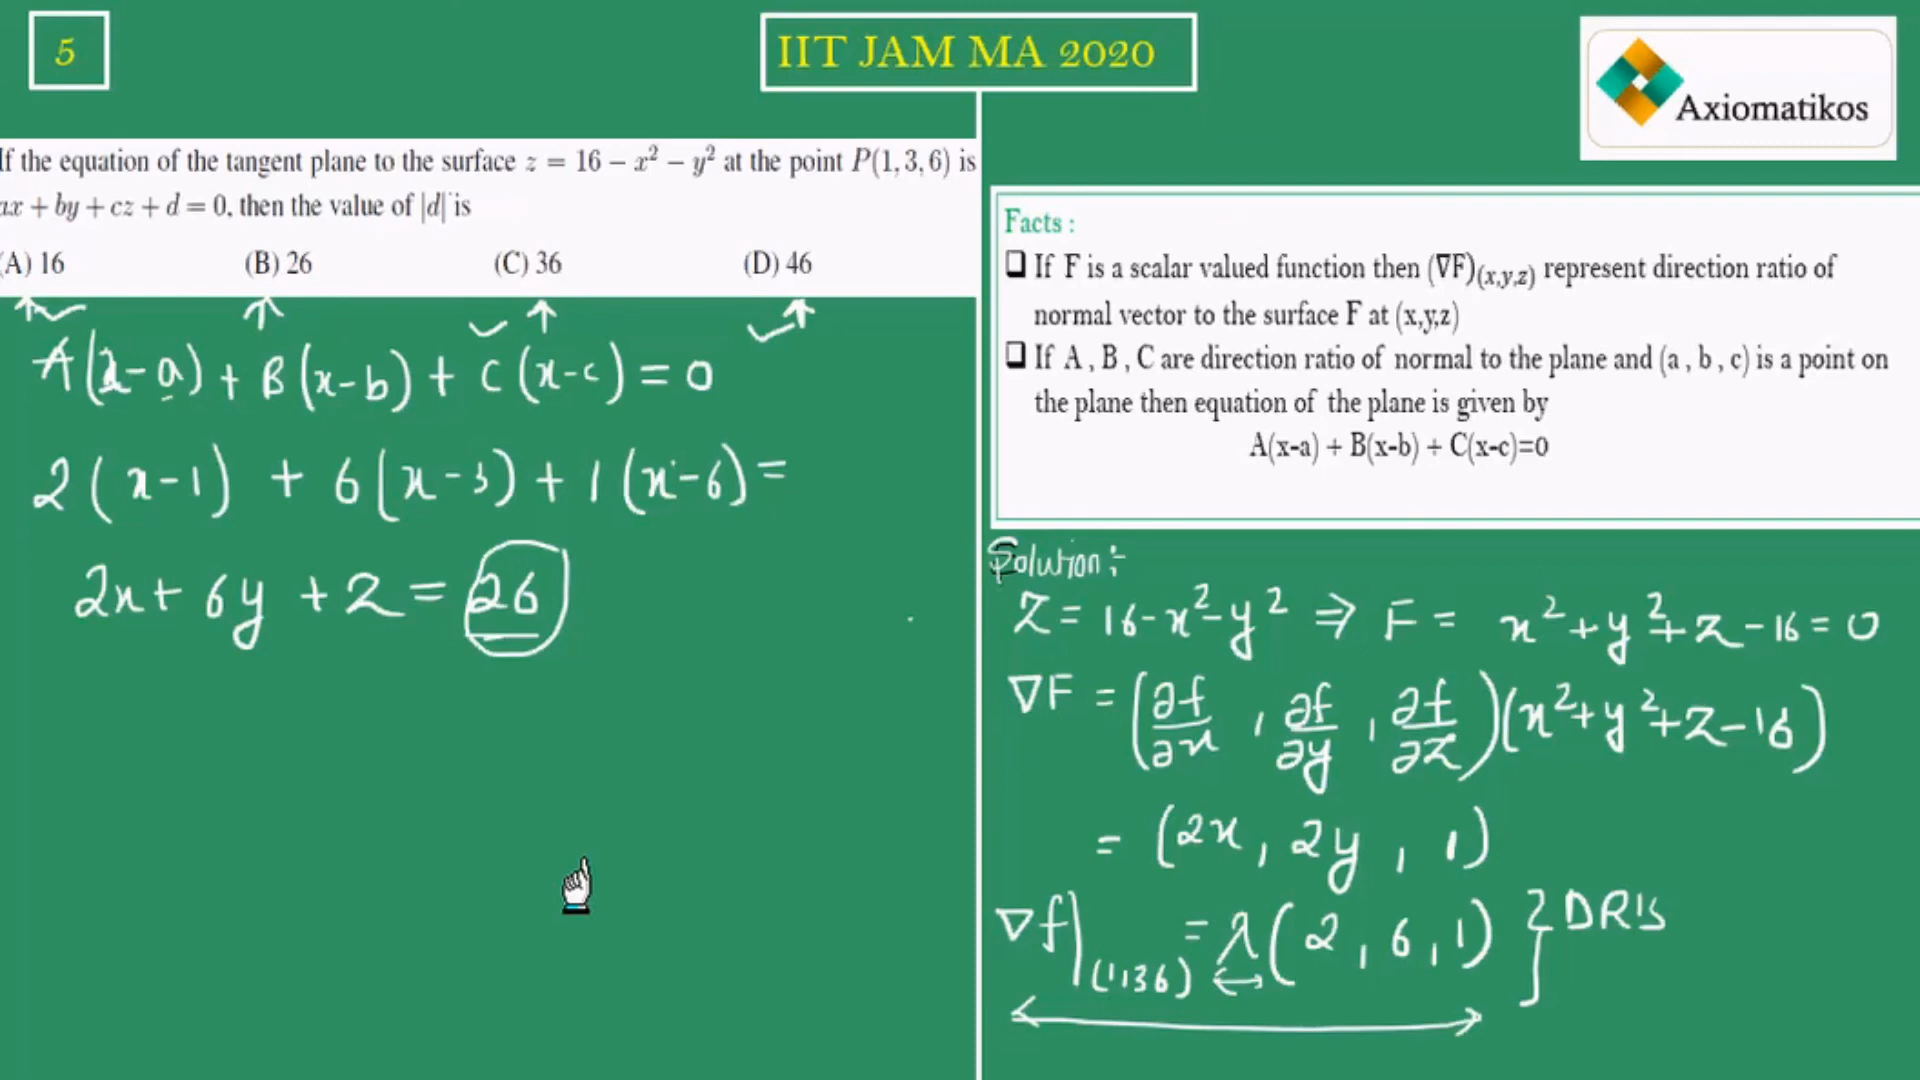 5
IIT JAM MA 2020
Axiomatikos
If the equation of the tangent plane to the surface z = 16 − x² − y² at the point P(1, 3, 6) is
ax + by + cz + d = 0, then the value of |d| is
(A) 16 (B) 26 (C) 36 (D) 46
A(x-a) + B(x-b) + C(x-c) = 0
2(x-1) + 6(x-3) + 1(x-6) =
2x + 6y + z = 26
Facts :
❑ If F is a scalar valued function then (∇F)(x,y,z) represent direction ratio of
normal vector to the surface F at (x,y,z)
❑ If A , B , C are direction ratio of normal to the plane and (a , b , c) is a point on
the plane then equation of the plane is given by
A(x-a) + B(x-b) + C(x-c)=0
Solution :-
Z = 16-x²-y² ⇒ F = x²+y²+z-16 = 0
∇F = (∂f/∂x , ∂f/∂y , ∂f/∂z)(x²+y²+z-16)
= (2x, 2y, 1)
∇f|(1,3 6) = λ(2, 6, 1) } DR's